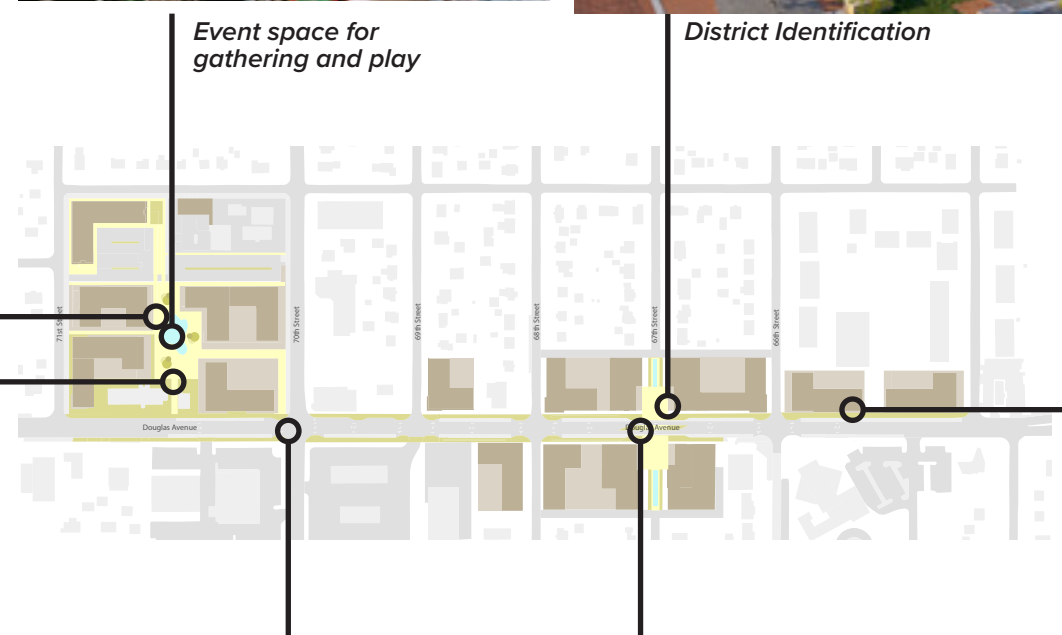 Event space for
gathering and play
District Identification
71st Street
70th Street
69th Street
68th Street
67th Street
66th Street
Douglas Avenue
Douglas Avenue